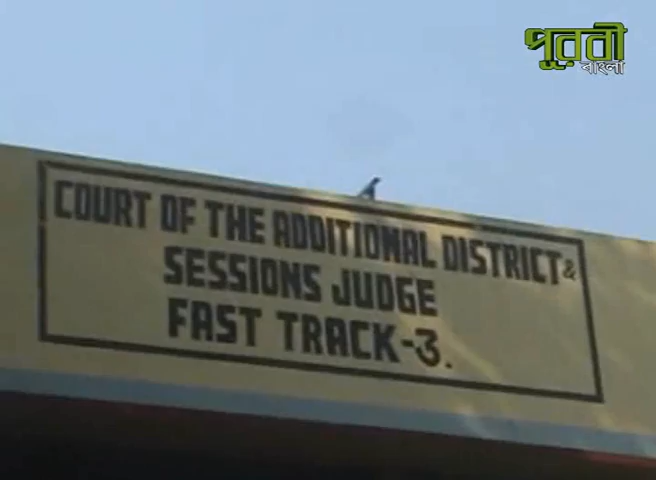 পূরবী
বাংলা
COURT OF THE ADDITIONAL DISTRICT &
SESSIONS JUDGE
FAST TRACK-3.